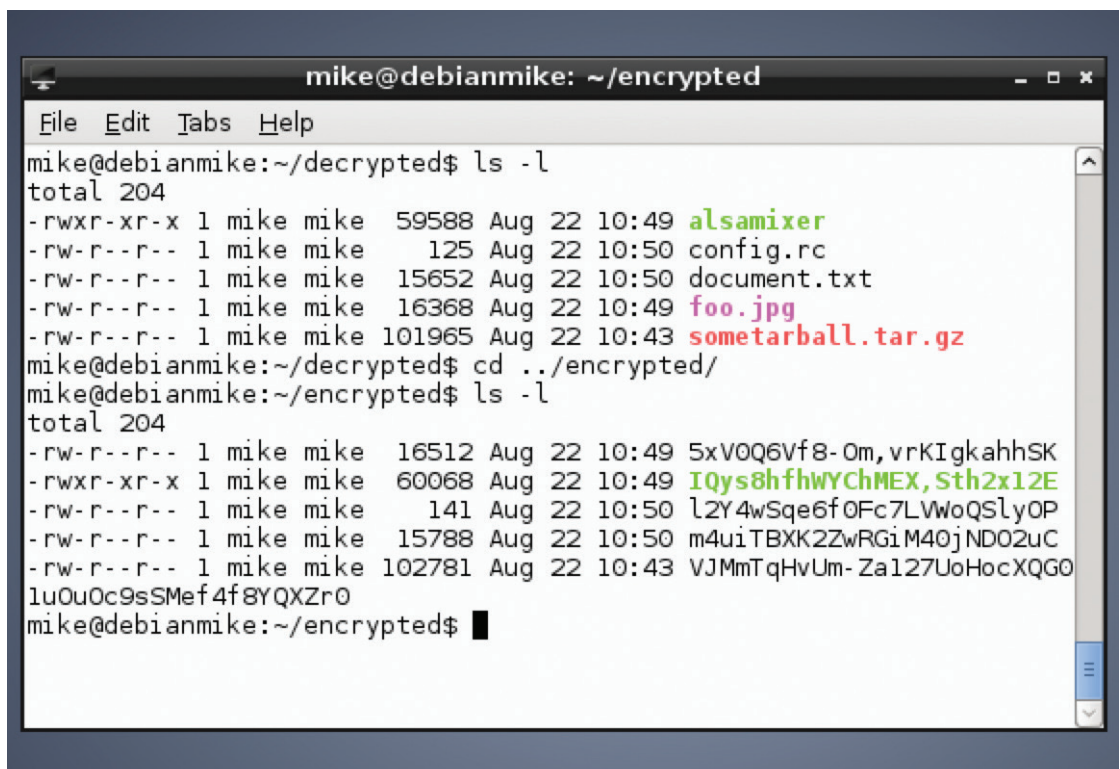 mike@debianmike: ~/encrypted
File Edit Tabs Help
mike@debianmike:~/decrypted$ ls -l
total 204
-rwxr-xr-x 1 mike mike  59588 Aug 22 10:49 alsamixer
-rw-r--r-- 1 mike mike    125 Aug 22 10:50 config.rc
-rw-r--r-- 1 mike mike  15652 Aug 22 10:50 document.txt
-rw-r--r-- 1 mike mike  16368 Aug 22 10:49 foo.jpg
-rw-r--r-- 1 mike mike 101965 Aug 22 10:43 sometarball.tar.gz
mike@debianmike:~/decrypted$ cd ../encrypted/
mike@debianmike:~/encrypted$ ls -l
total 204
-rw-r--r-- 1 mike mike  16512 Aug 22 10:49 5xV0Q6Vf8-Om,vrKIgkahhSK
-rwxr-xr-x 1 mike mike  60068 Aug 22 10:49 IQys8hfhWYChMEX,Sth2x12E
-rw-r--r-- 1 mike mike    141 Aug 22 10:50 l2Y4wSqe6f0Fc7LVWoQSlyOP
-rw-r--r-- 1 mike mike  15788 Aug 22 10:50 m4uiTBXK2ZwRGiM40jNDO2uC
-rw-r--r-- 1 mike mike 102781 Aug 22 10:43 VJMmTqHvUm-Za127UoHocXQG0
1uOuOc9sSMef4f8YQXZr0
mike@debianmike:~/encrypted$